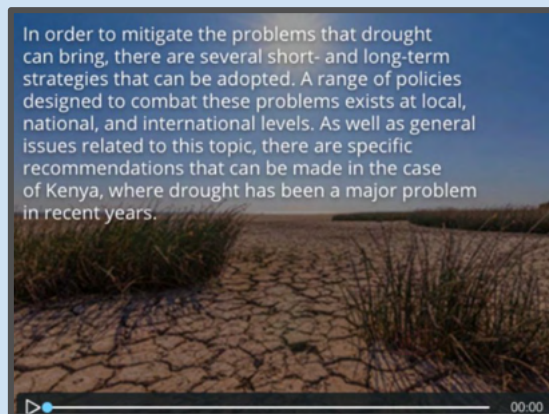 In order to mitigate the problems that drought
can bring, there are several short- and long-term
strategies that can be adopted. A range of policies
designed to combat these problems exists at local,
national, and international levels. As well as general
issues related to this topic, there are specific
recommendations that can be made in the case
of Kenya, where drought has been a major problem
in recent years.
00:00